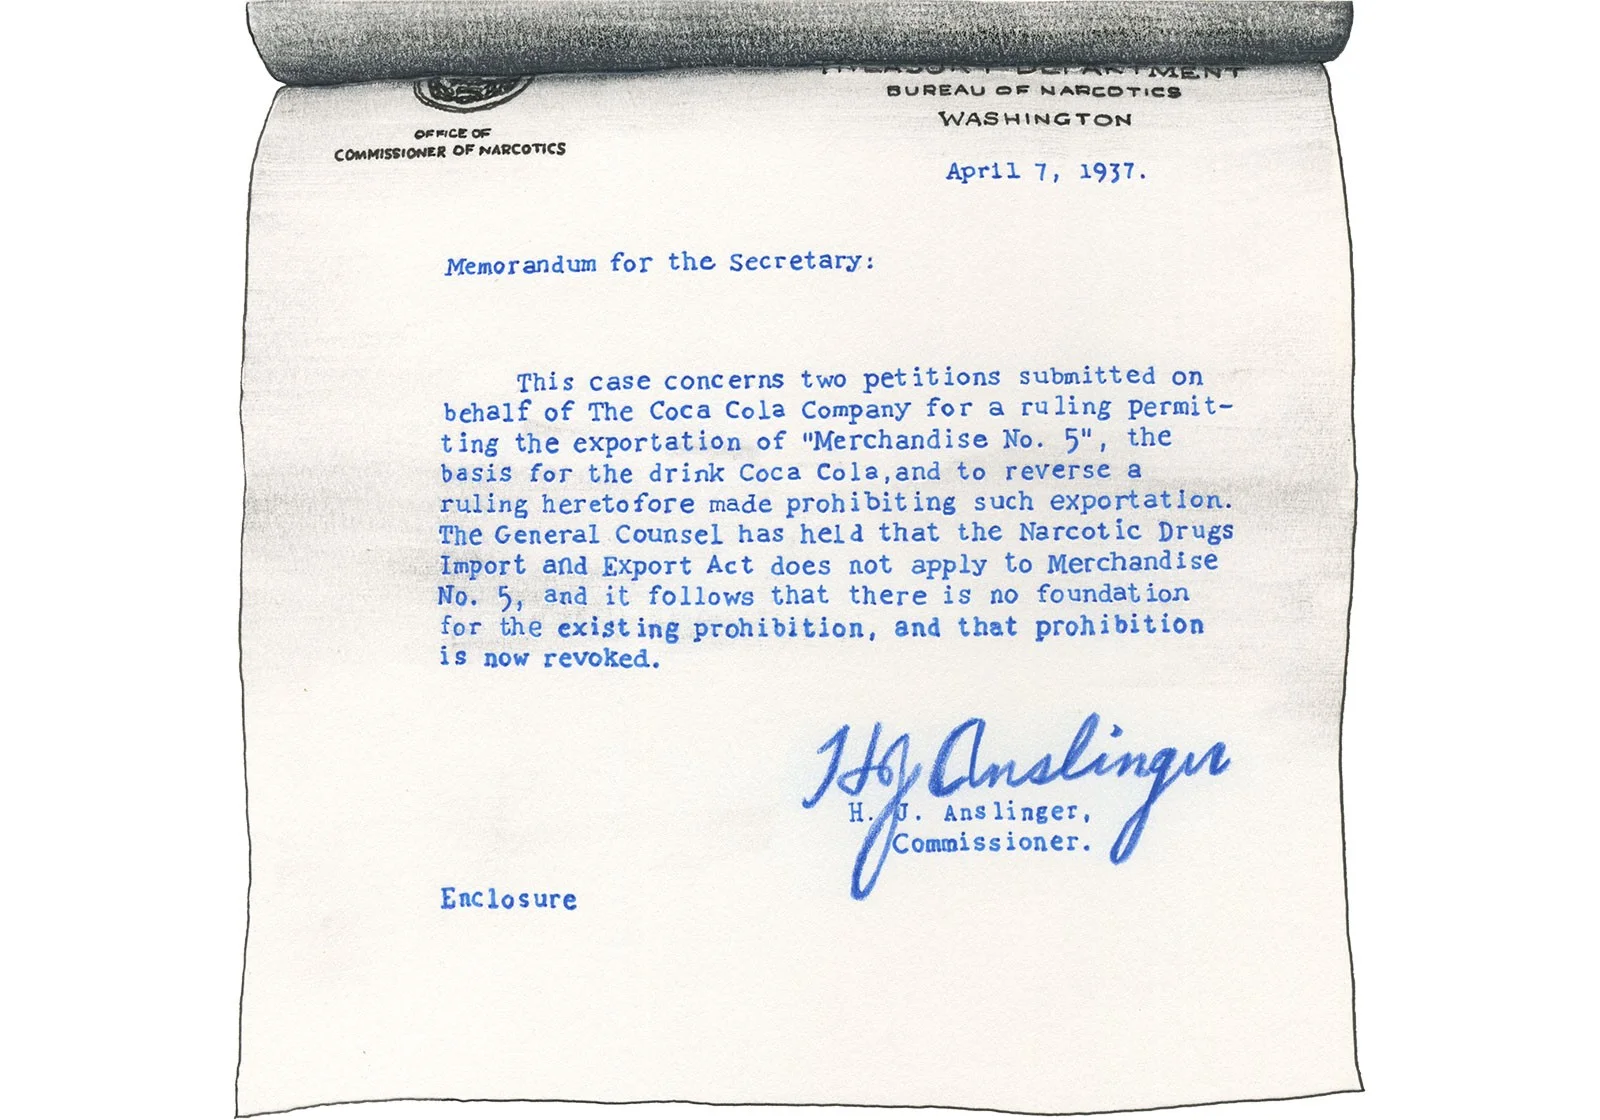 TREASURY DEPARTMENT
BUREAU OF NARCOTICS
WASHINGTON
OFFICE OF
COMMISSIONER OF NARCOTICS
April 7, 1937.
Memorandum for the Secretary:
This case concerns two petitions submitted on
behalf of The Coca Cola Company for a ruling permit-
ting the exportation of "Merchandise No. 5", the
basis for the drink Coca Cola,and to reverse a
ruling heretofore made prohibiting such exportation.
The General Counsel has held that the Narcotic Drugs
Import and Export Act does not apply to Merchandise
No. 5, and it follows that there is no foundation
for the existing prohibition, and that prohibition
is now revoked.
HJ Anslinger
H. J. Anslinger,
Commissioner.
Enclosure